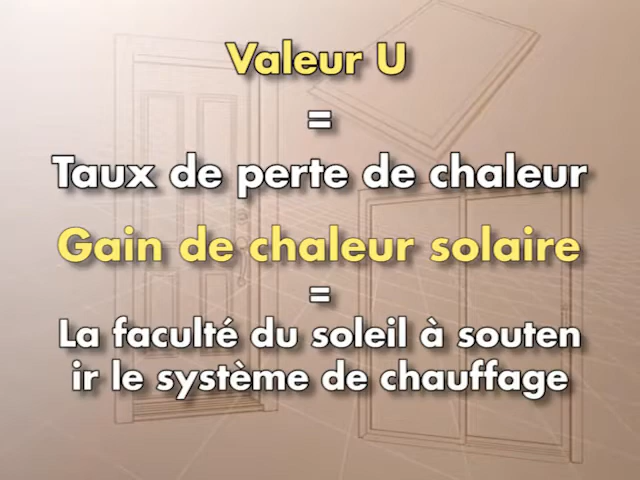 Valeur U
=
Taux de perte de chaleur
Gain de chaleur solaire
=
La faculté du soleil à souten
ir le système de chauffage